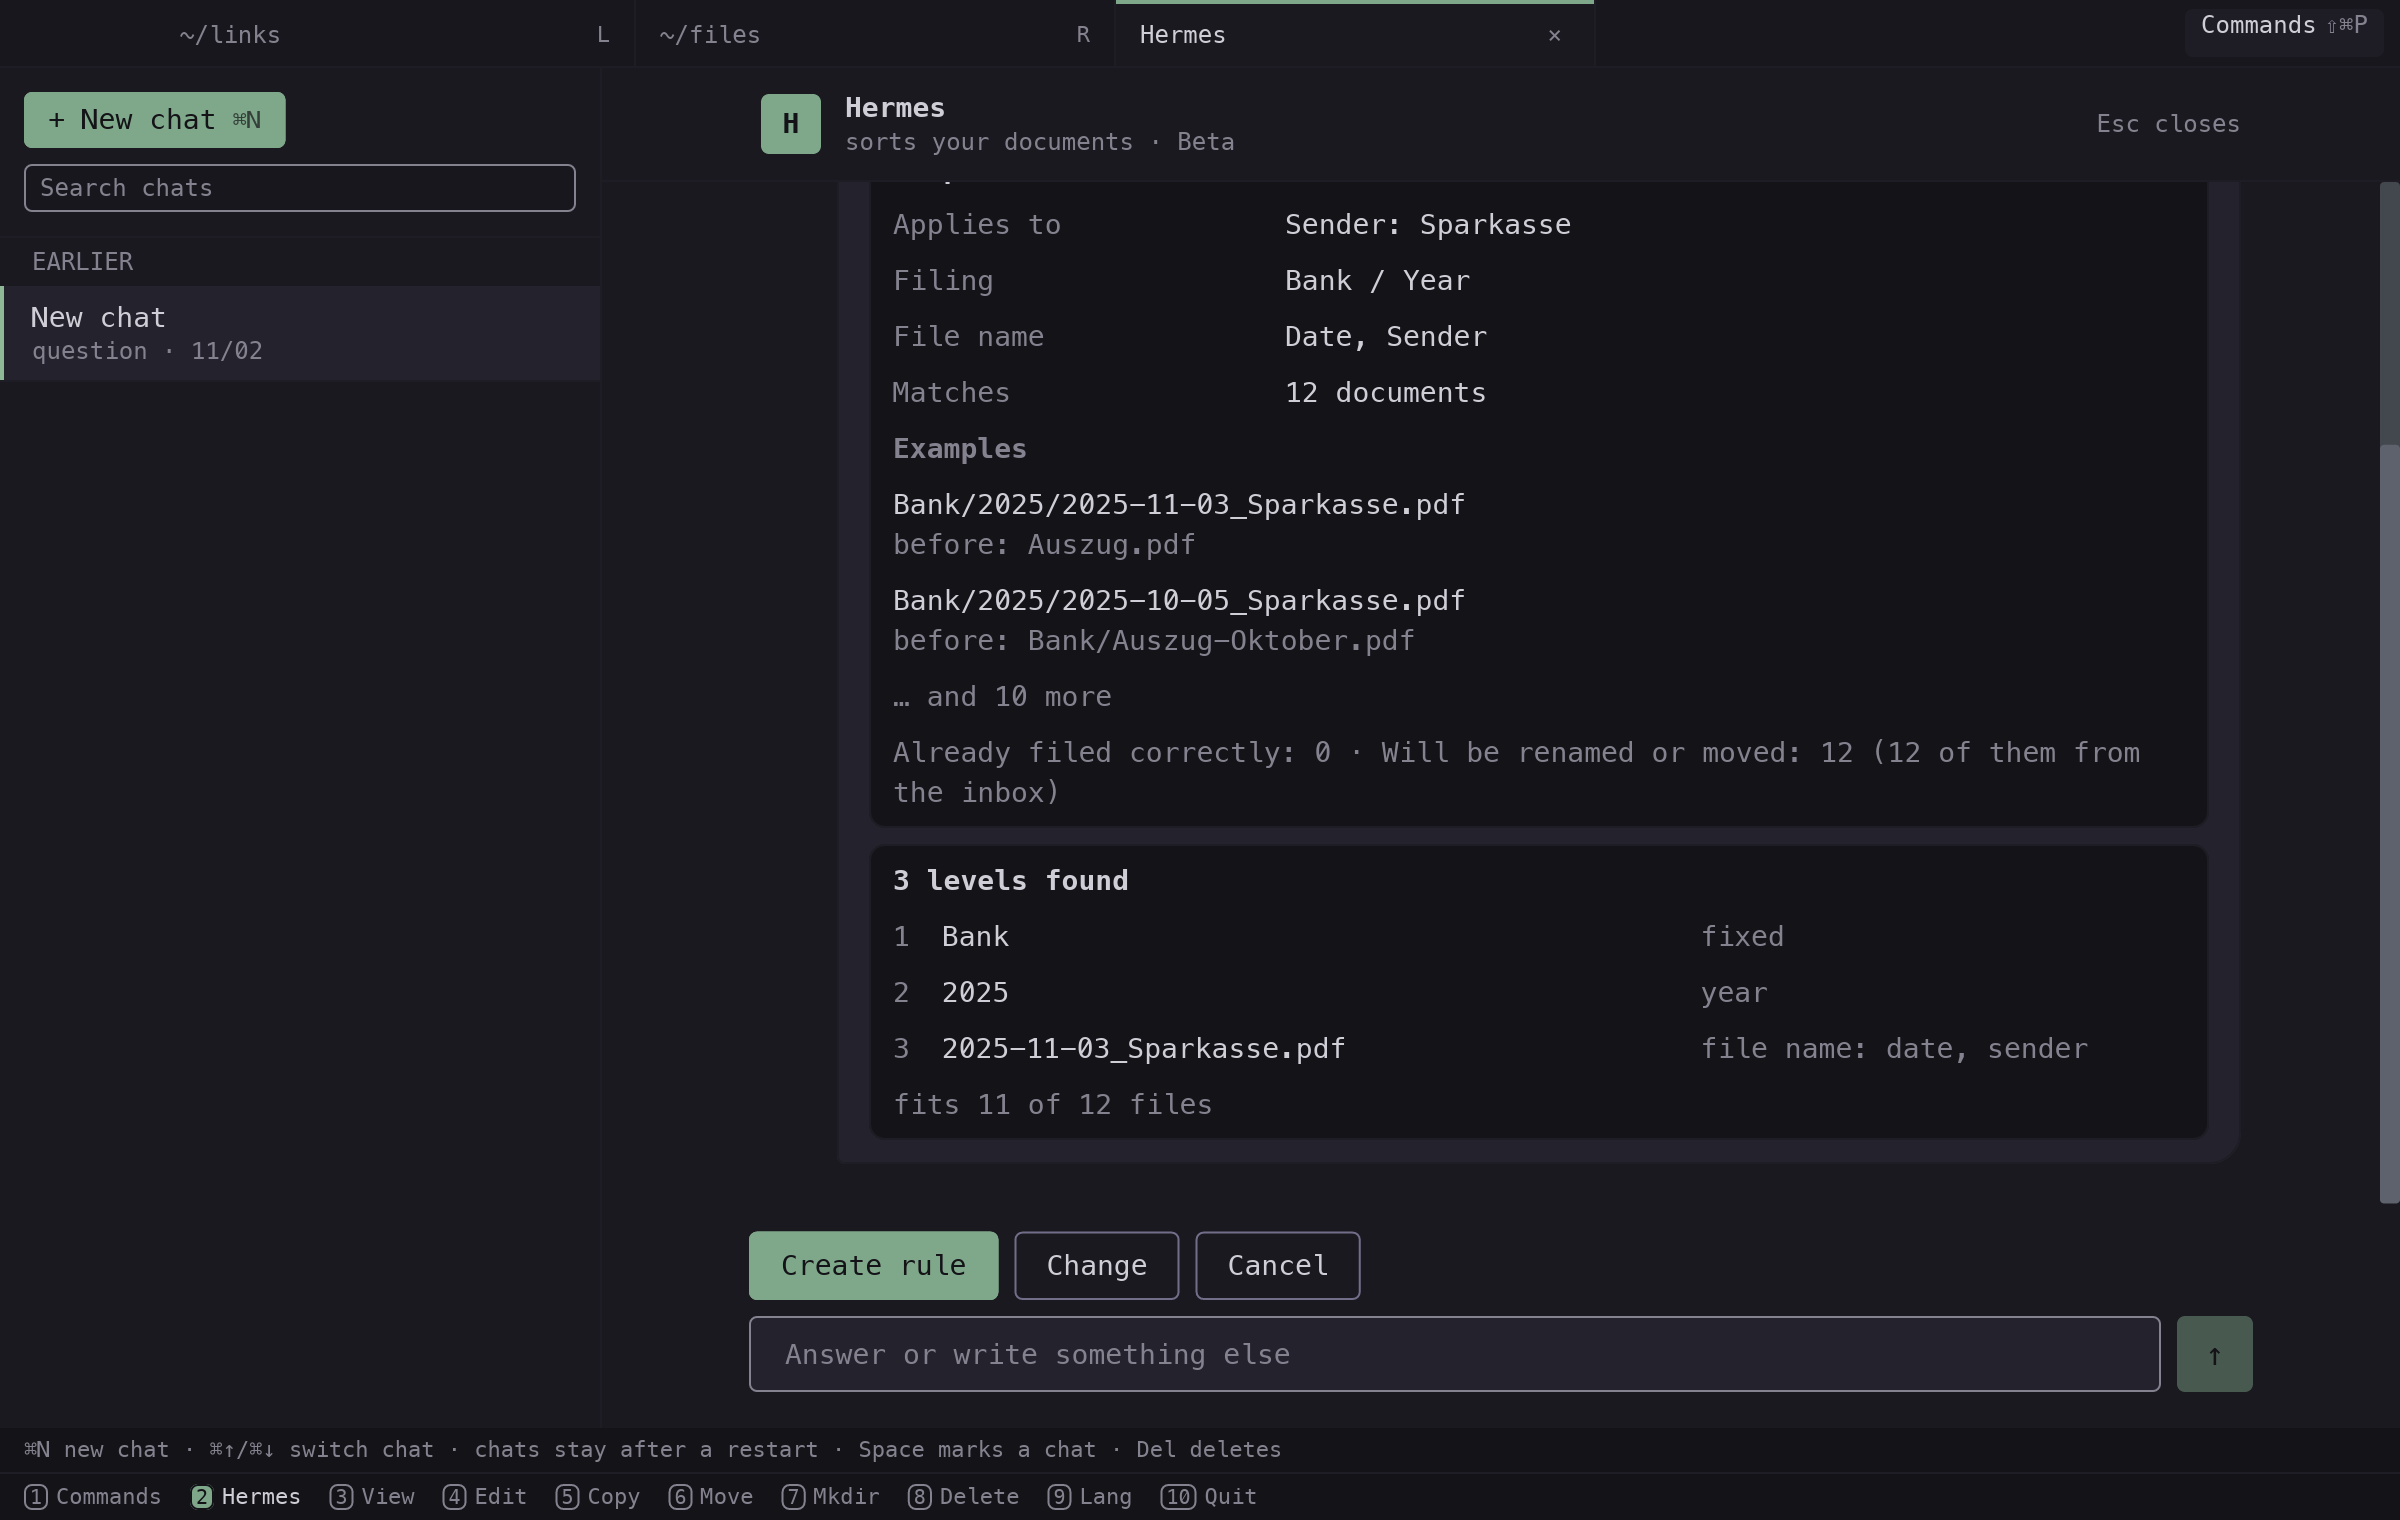 ~/links L ~/files R Hermes × Commands ⇧⌘P
+ New chat ⌘N
Search chats
EARLIER
New chat
question · 11/02
H
Hermes
sorts your documents · Beta
Esc closes
Applies to Sender: Sparkasse
Filing Bank / Year
File name Date, Sender
Matches 12 documents
Examples
Bank/2025/2025-11-03_Sparkasse.pdf
before: Auszug.pdf
Bank/2025/2025-10-05_Sparkasse.pdf
before: Bank/Auszug-Oktober.pdf
… and 10 more
Already filed correctly: 0 · Will be renamed or moved: 12 (12 of them from
the inbox)
3 levels found
1 Bank fixed
2 2025 year
3 2025-11-03_Sparkasse.pdf file name: date, sender
fits 11 of 12 files
Create rule Change Cancel
Answer or write something else ↑
⌘N new chat · ⌘↑/⌘↓ switch chat · chats stay after a restart · Space marks a chat · Del deletes
1 Commands 2 Hermes 3 View 4 Edit 5 Copy 6 Move 7 Mkdir 8 Delete 9 Lang 10 Quit